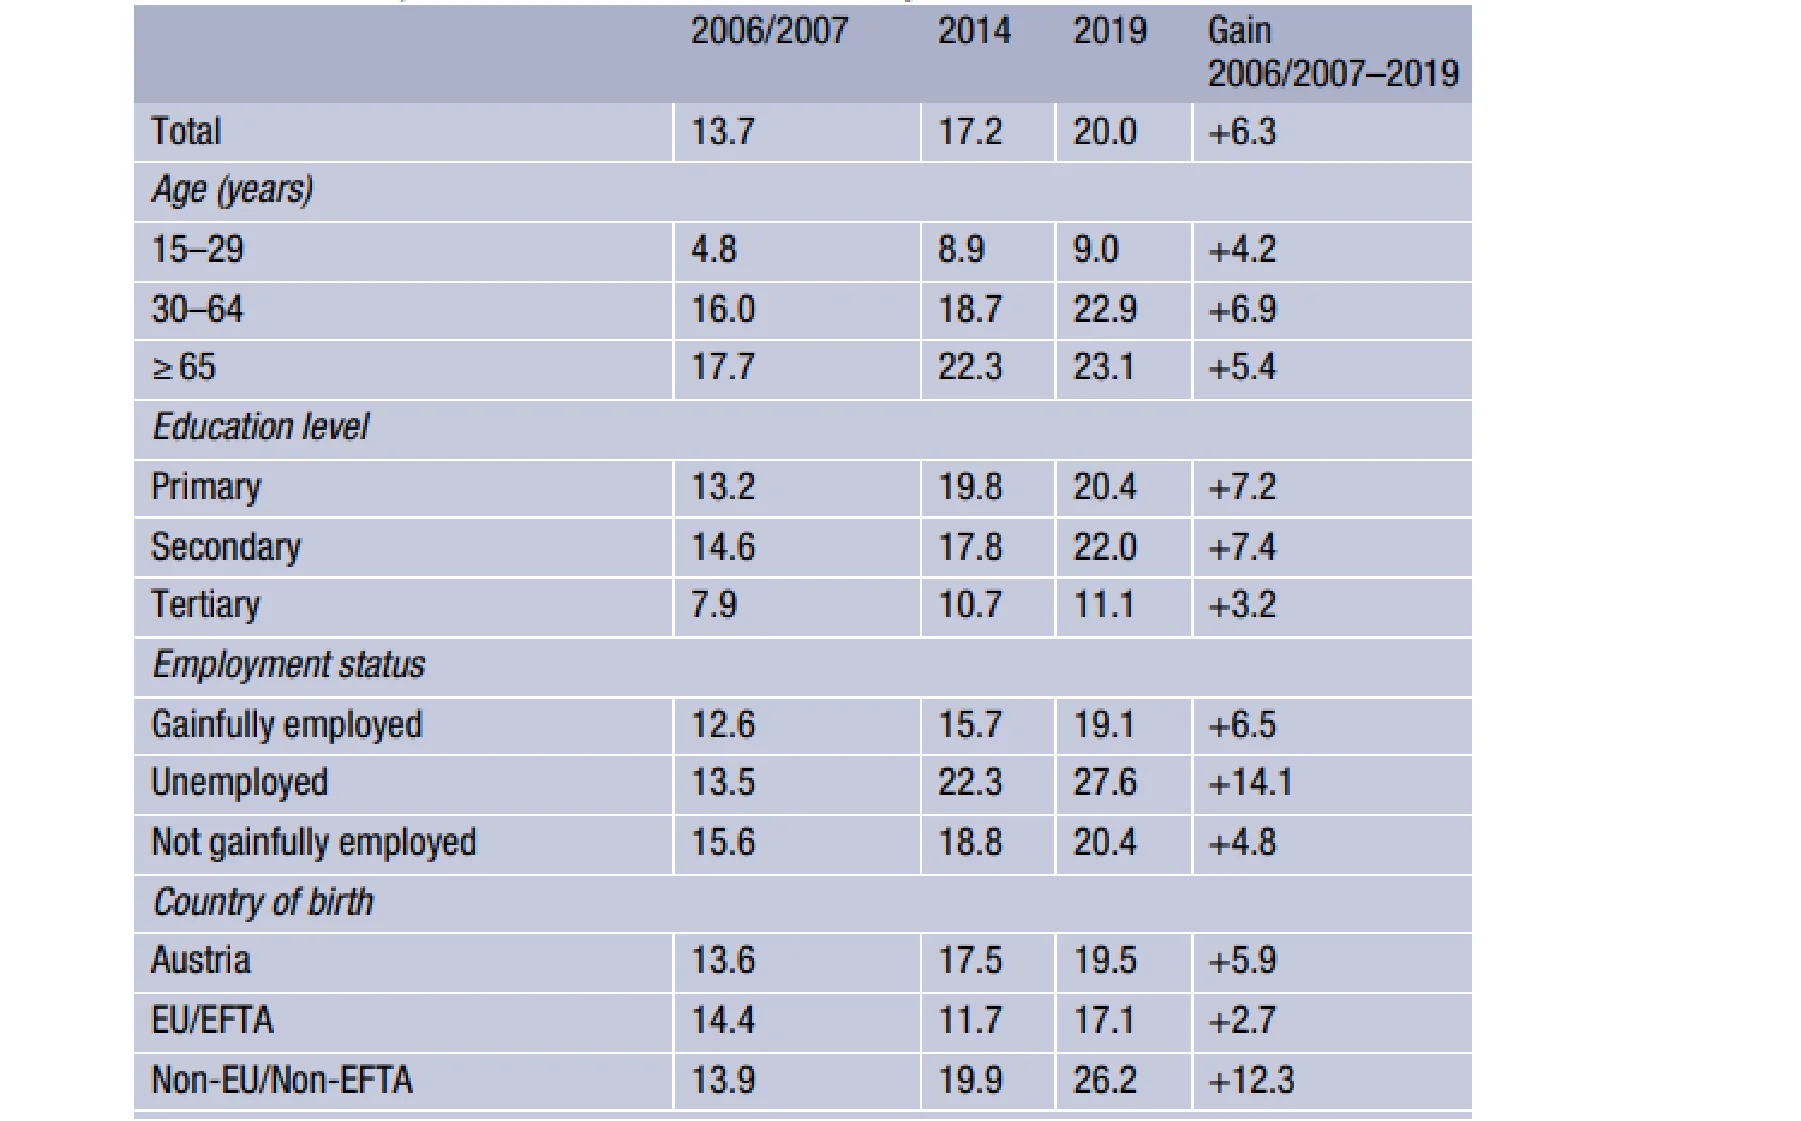 2006/2007 2014 2019 Gain
2006/2007–2019
Total 13.7 17.2 20.0 +6.3
Age (years)
15–29 4.8 8.9 9.0 +4.2
30–64 16.0 18.7 22.9 +6.9
≥ 65 17.7 22.3 23.1 +5.4
Education level
Primary 13.2 19.8 20.4 +7.2
Secondary 14.6 17.8 22.0 +7.4
Tertiary 7.9 10.7 11.1 +3.2
Employment status
Gainfully employed 12.6 15.7 19.1 +6.5
Unemployed 13.5 22.3 27.6 +14.1
Not gainfully employed 15.6 18.8 20.4 +4.8
Country of birth
Austria 13.6 17.5 19.5 +5.9
EU/EFTA 14.4 11.7 17.1 +2.7
Non-EU/Non-EFTA 13.9 19.9 26.2 +12.3